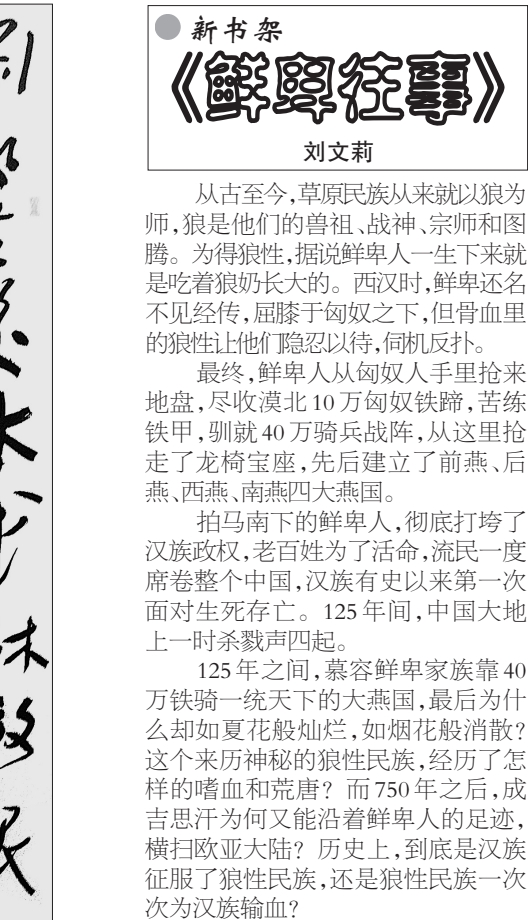 新书架
《鲜卑往事》
刘文莉
从古至今,草原民族从来就以狼为
师,狼是他们的兽祖、战神、宗师和图
腾。为得狼性,据说鲜卑人一生下来就
是吃着狼奶长大的。西汉时,鲜卑还名
不见经传,屈膝于匈奴之下,但骨血里
的狼性让他们隐忍以待,伺机反扑。
最终,鲜卑人从匈奴人手里抢来
地盘,尽收漠北10万匈奴铁蹄,苦练
铁甲,驯就40万骑兵战阵,从这里抢
走了龙椅宝座,先后建立了前燕、后
燕、西燕、南燕四大燕国。
拍马南下的鲜卑人,彻底打垮了
汉族政权,老百姓为了活命,流民一度
席卷整个中国,汉族有史以来第一次
面对生死存亡。125年间,中国大地
上一时杀戮声四起。
125年之间,慕容鲜卑家族靠40
万铁骑一统天下的大燕国,最后为什
么却如夏花般灿烂,如烟花般消散?
这个来历神秘的狼性民族,经历了怎
样的嗜血和荒唐?而750年之后,成
吉思汗为何又能沿着鲜卑人的足迹,
横扫欧亚大陆?历史上,到底是汉族
征服了狼性民族,还是狼性民族一次
次为汉族输血?